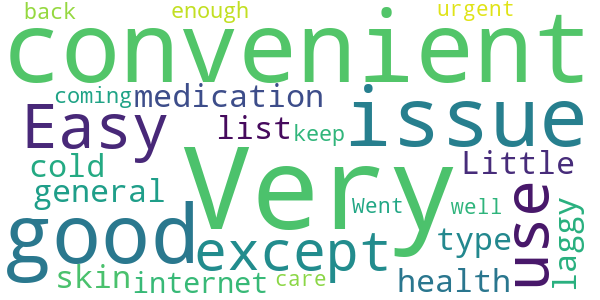 back enough urgent
convenient
coming medication issue
Easy list keep
cold Very Little
general Went well use laggy
good except type
skin internet care health